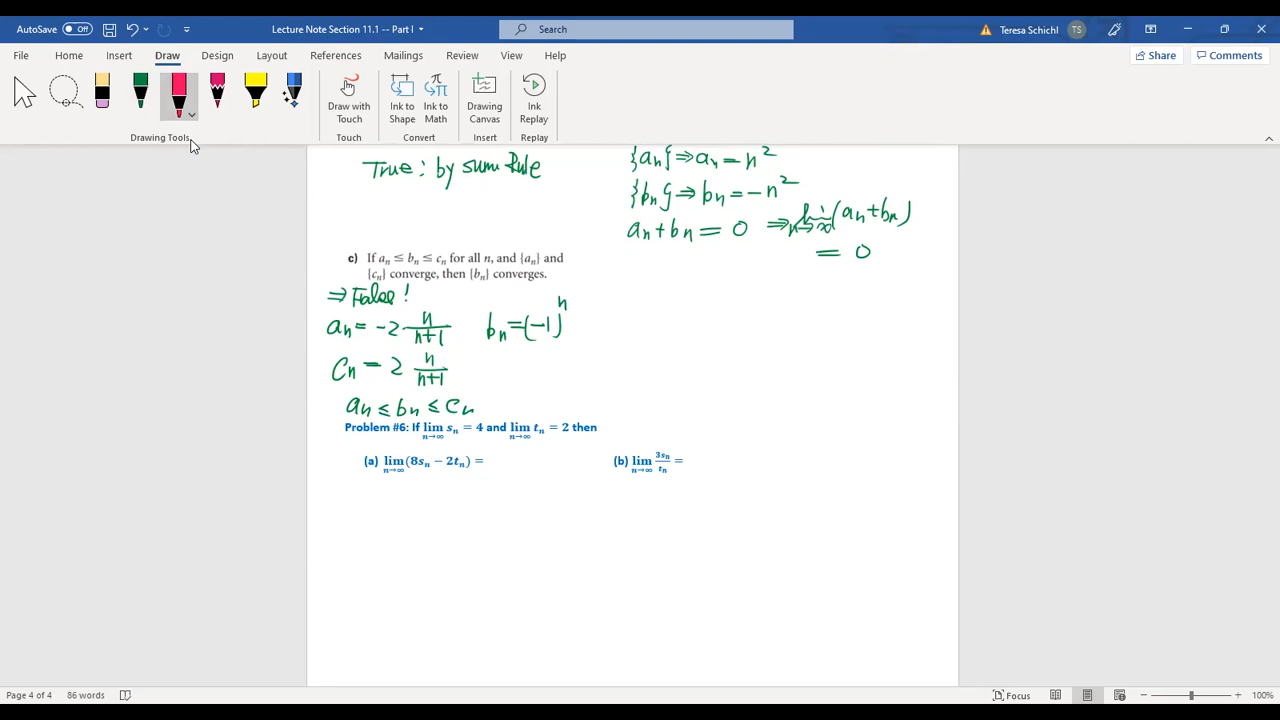 AutoSave Off Lecture Note Section 11.1 -- Part I Search Teresa Schichl TS
File Home Insert Draw Design Layout References Mailings Review View Help Share Comments
Draw with Touch
Ink to Shape
Ink to Math
Drawing Canvas
Ink Replay
Drawing Tools Touch Convert Insert Replay
True : by sum Rule
{an} ⇒ an = n²
{bn} ⇒ bn = -n²
an + bn = 0 ⇒ lim n→∞ (an + bn)
= 0
c) If an ≤ bn ≤ cn for all n, and {an} and
{cn} converge, then {bn} converges.
⇒ False!
an = -2 n/(n+1) bn = (-1)^n
Cn = 2 n/(n+1)
an ≤ bn ≤ Cn
Problem #6: If lim n→∞ sn = 4 and lim n→∞ tn = 2 then
(a) lim n→∞ (8sn − 2tn) =
(b) lim n→∞ 3sn/tn =
Page 4 of 4 86 words Focus 100%